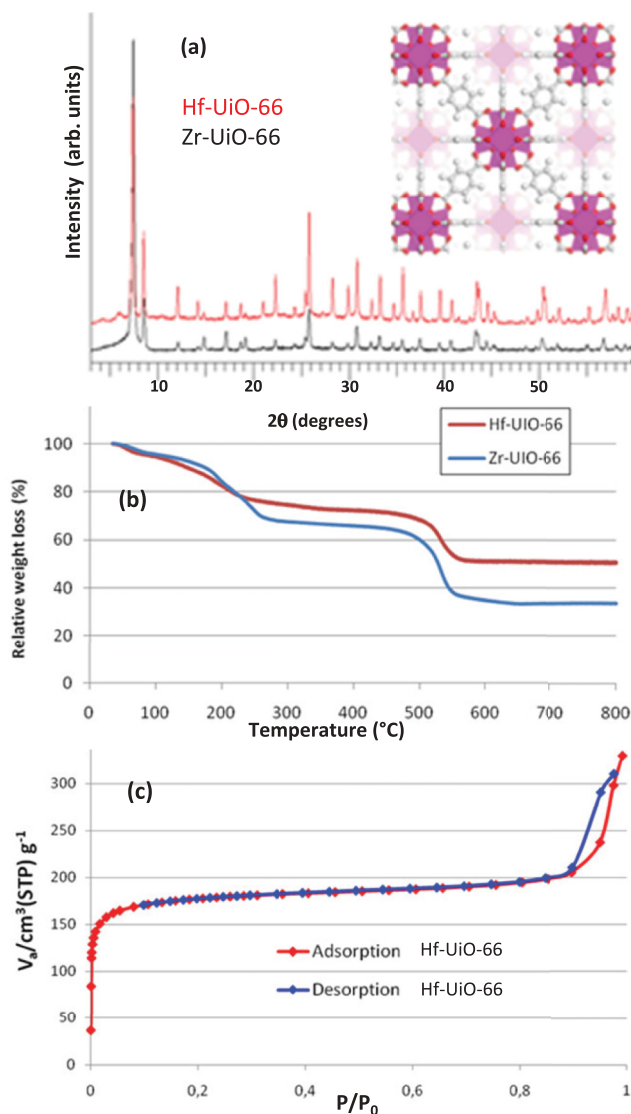 (a)
Hf-UiO-66
Zr-UiO-66
Intensity (arb. units)
10 20 30 40 50
2θ (degrees)
Hf-UIO-66
Zr-UIO-66
(b)
Relative weight loss (%)
100
80
60
40
20
0
0 100 200 300 400 500 600 700 800
Temperature (°C)
(c)
Vₐ/cm³(STP) g⁻¹
300
250
200
150
100
50
0
Adsorption Hf-UiO-66
Desorption Hf-UiO-66
0 0,2 0,4 0,6 0,8 1
P/P₀